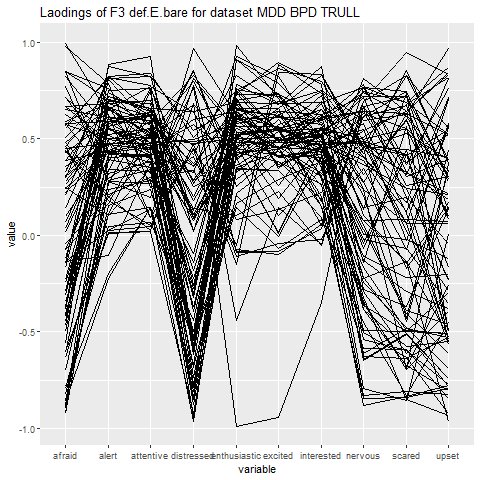 Laodings of F3 def.E.bare for dataset MDD BPD TRULL
1.0
0.5
0.0
-0.5
-1.0
value
afraid alert attentive distressed enthusiastic excited interested nervous scared upset
variable